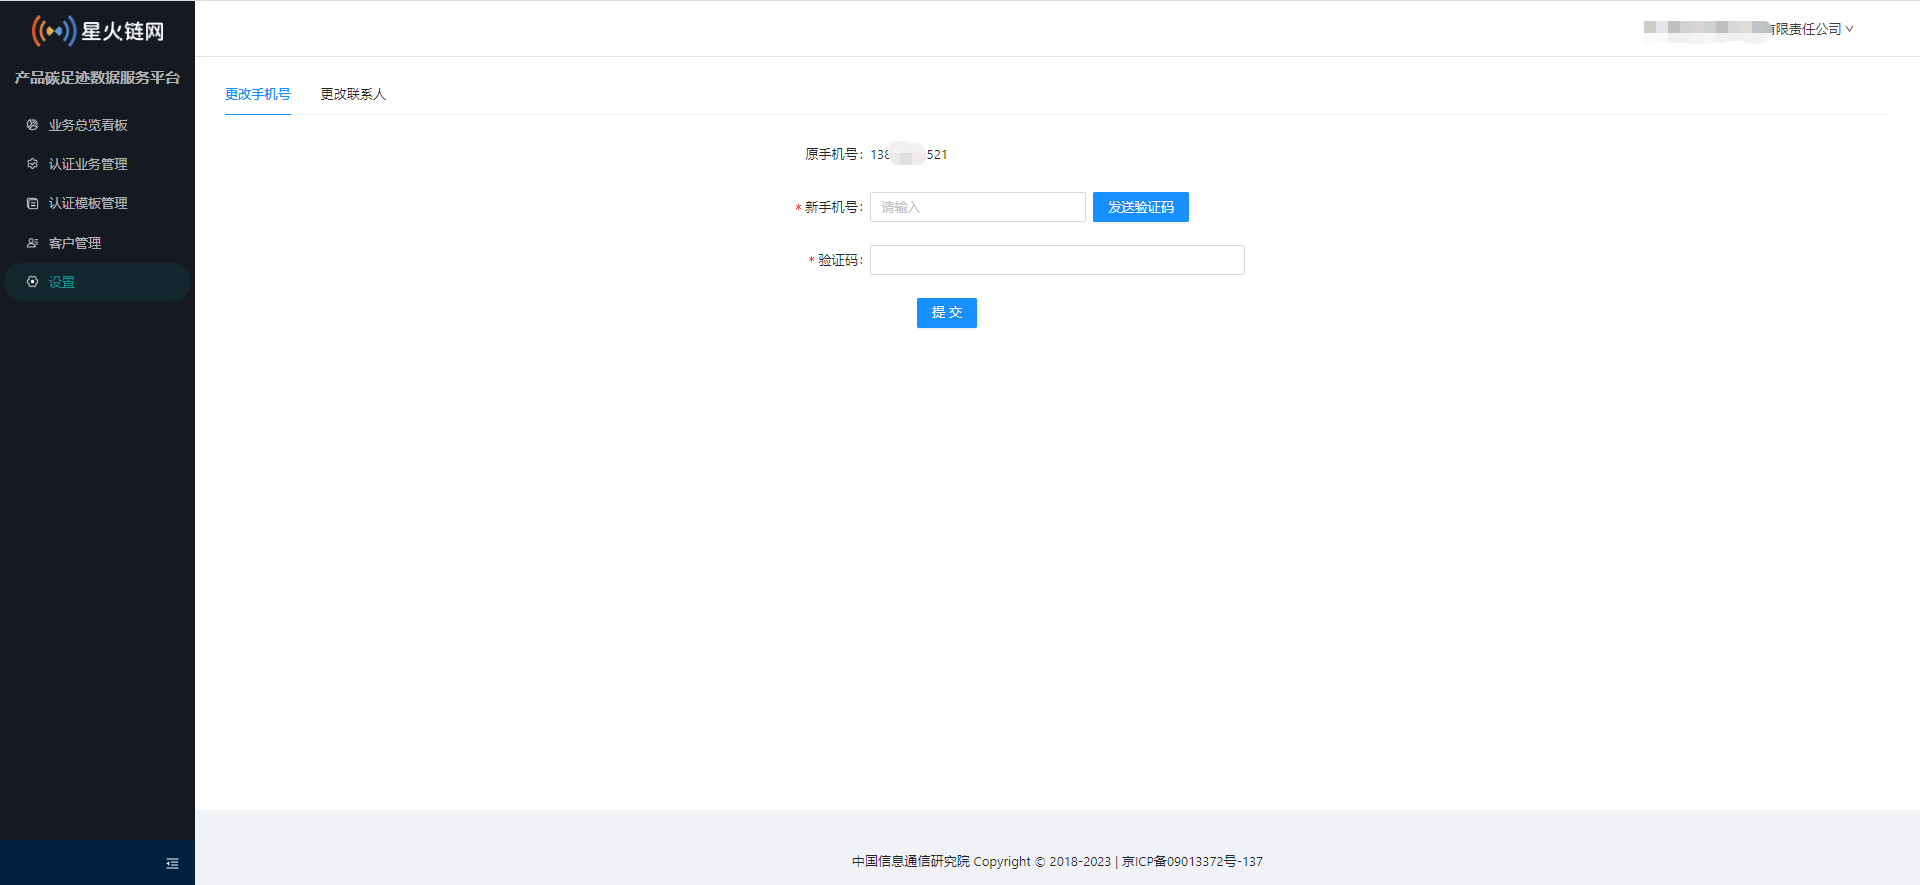 星火链网
产品碳足迹数据服务平台
业务总览看板
认证业务管理
认证模板管理
客户管理
设置
有限责任公司
更改手机号 更改联系人
原手机号: 138 521
* 新手机号: 请输入 发送验证码
* 验证码:
提 交
中国信息通信研究院 Copyright © 2018-2023 | 京ICP备09013372号-137